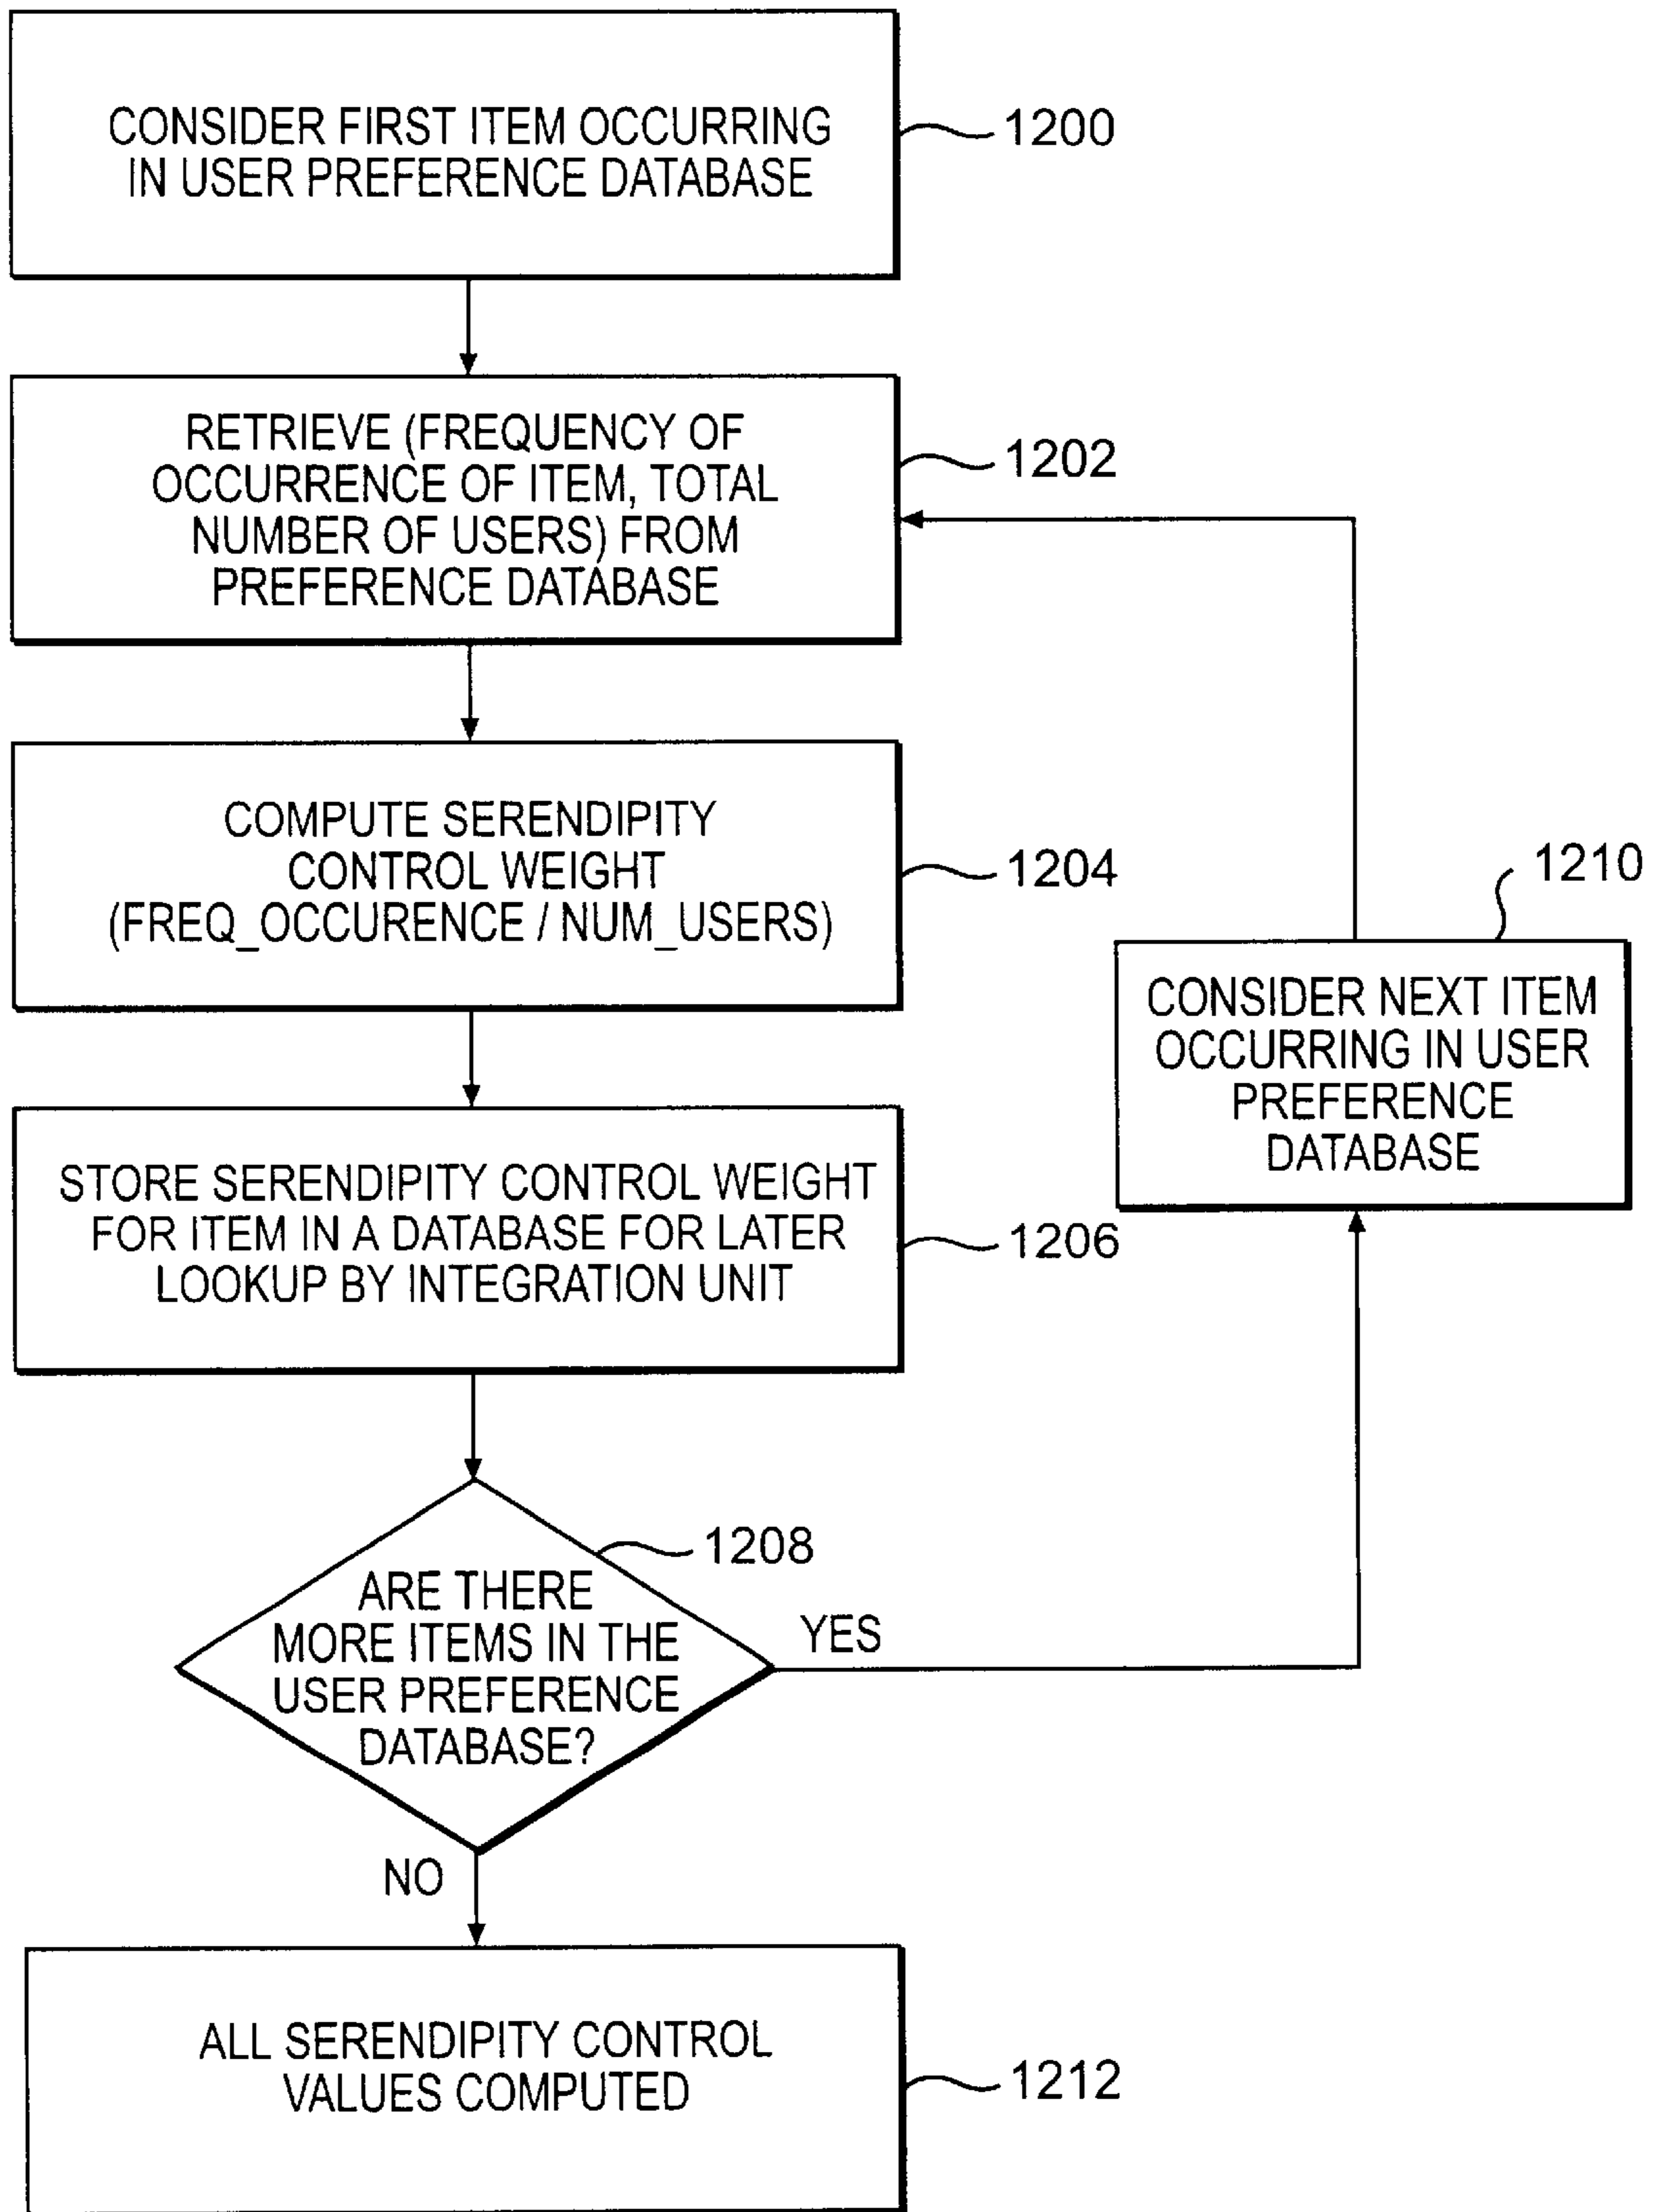 CONSIDER FIRST ITEM OCCURRING
IN USER PREFERENCE DATABASE
1200
RETRIEVE (FREQUENCY OF
OCCURRENCE OF ITEM, TOTAL
NUMBER OF USERS) FROM
PREFERENCE DATABASE
1202
COMPUTE SERENDIPITY
CONTROL WEIGHT
(FREQ_OCCURENCE / NUM_USERS)
1204
1210
CONSIDER NEXT ITEM
OCCURRING IN USER
PREFERENCE
DATABASE
STORE SERENDIPITY CONTROL WEIGHT
FOR ITEM IN A DATABASE FOR LATER
LOOKUP BY INTEGRATION UNIT
1206
1208
ARE THERE
MORE ITEMS IN THE
USER PREFERENCE
DATABASE?
YES
NO
ALL SERENDIPITY CONTROL
VALUES COMPUTED
1212